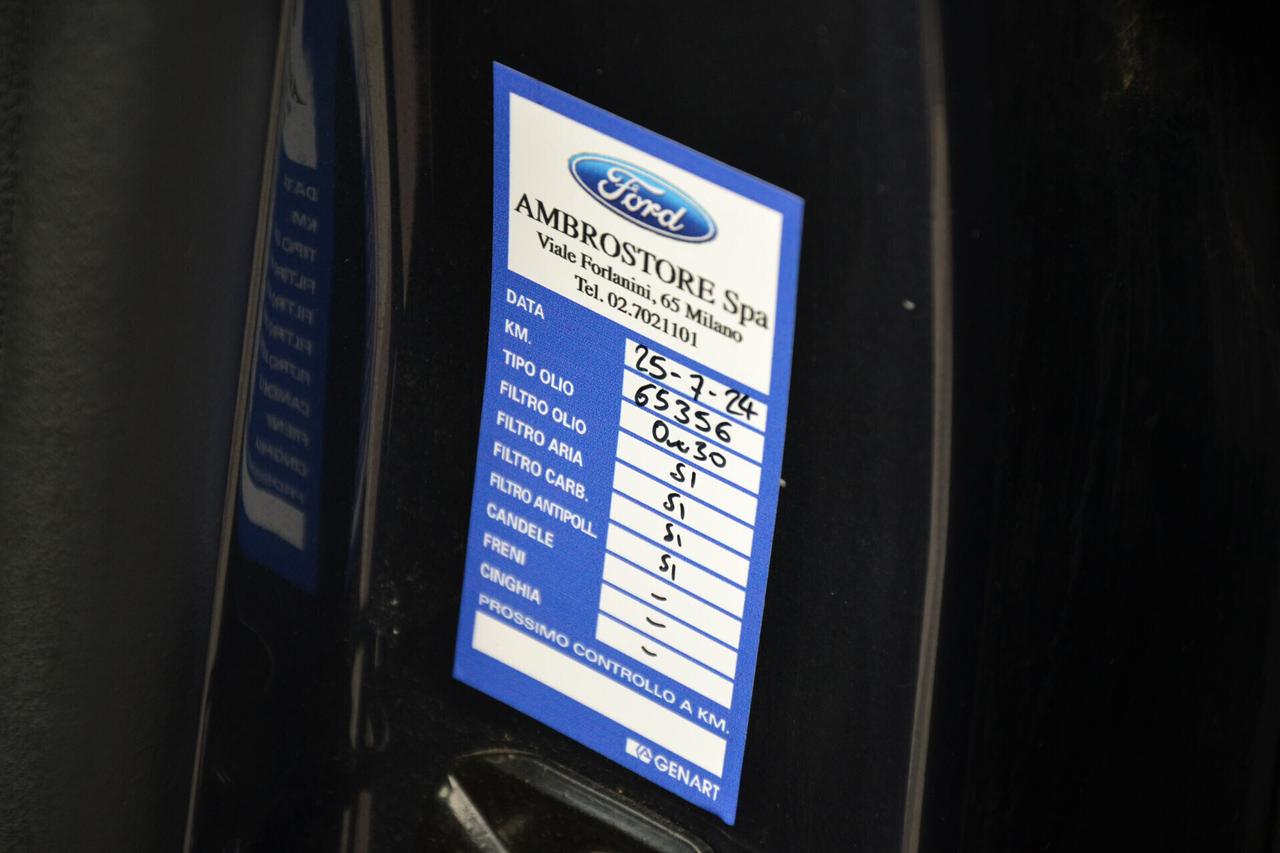 Ford
AMBROSTORE Spa
Viale Forlanini, 65 Milano
Tel. 02.7021101
DATA 25-7-24
KM. 65356
TIPO OLIO 0w30
FILTRO OLIO SI
FILTRO ARIA SI
FILTRO CARB. SI
FILTRO ANTIPOLL. SI
CANDELE -
FRENI -
CINGHIA -
PROSSIMO CONTROLLO A KM.
GENART